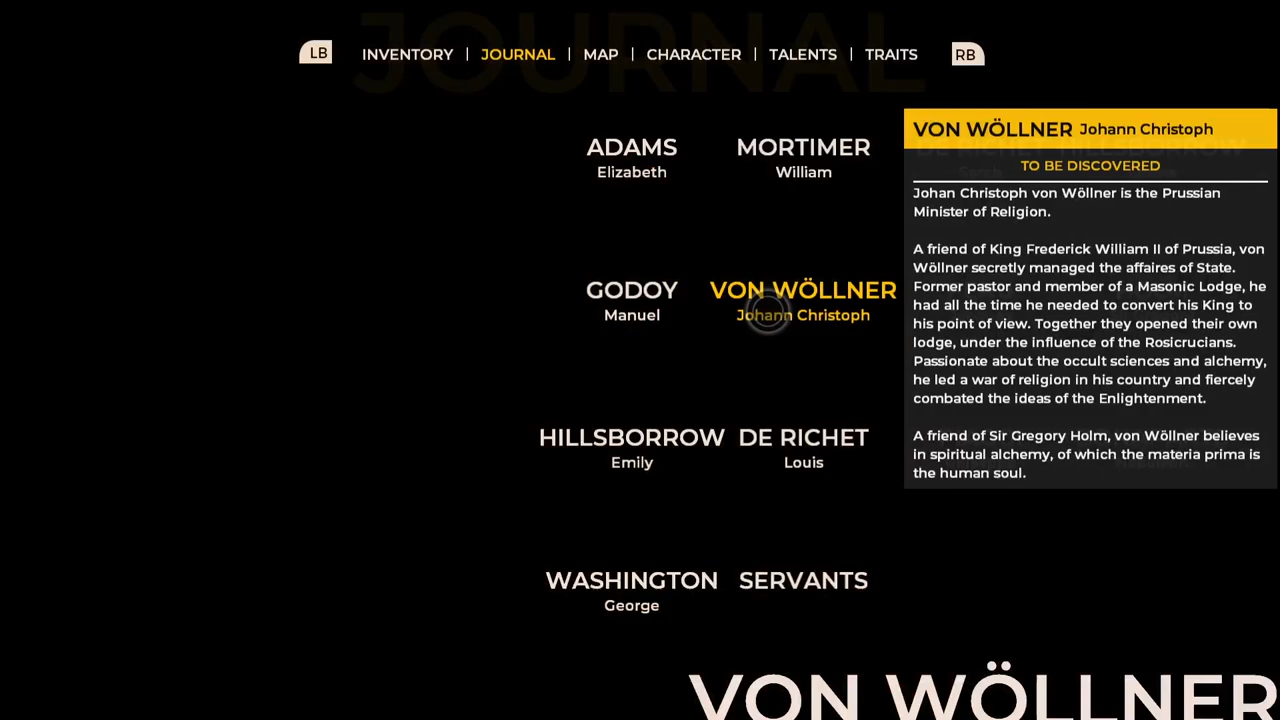 JOURNAL
LB INVENTORY | JOURNAL | MAP | CHARACTER | TALENTS | TRAITS RB
ADAMS
Elizabeth
MORTIMER
William
GODOY
Manuel
VON WÖLLNER
Johann Christoph
HILLSBORROW
Emily
DE RICHET
Louis
WASHINGTON
George
SERVANTS
VON WÖLLNER Johann Christoph
TO BE DISCOVERED
Johan Christoph von Wöllner is the Prussian
Minister of Religion.
A friend of King Frederick William II of Prussia, von
Wöllner secretly managed the affaires of State.
Former pastor and member of a Masonic Lodge, he
had all the time he needed to convert his King to
his point of view. Together they opened their own
lodge, under the influence of the Rosicrucians.
Passionate about the occult sciences and alchemy,
he led a war of religion in his country and fiercely
combated the ideas of the Enlightenment.
A friend of Sir Gregory Holm, von Wöllner believes
in spiritual alchemy, of which the materia prima is
the human soul.
VON WÖLLNER